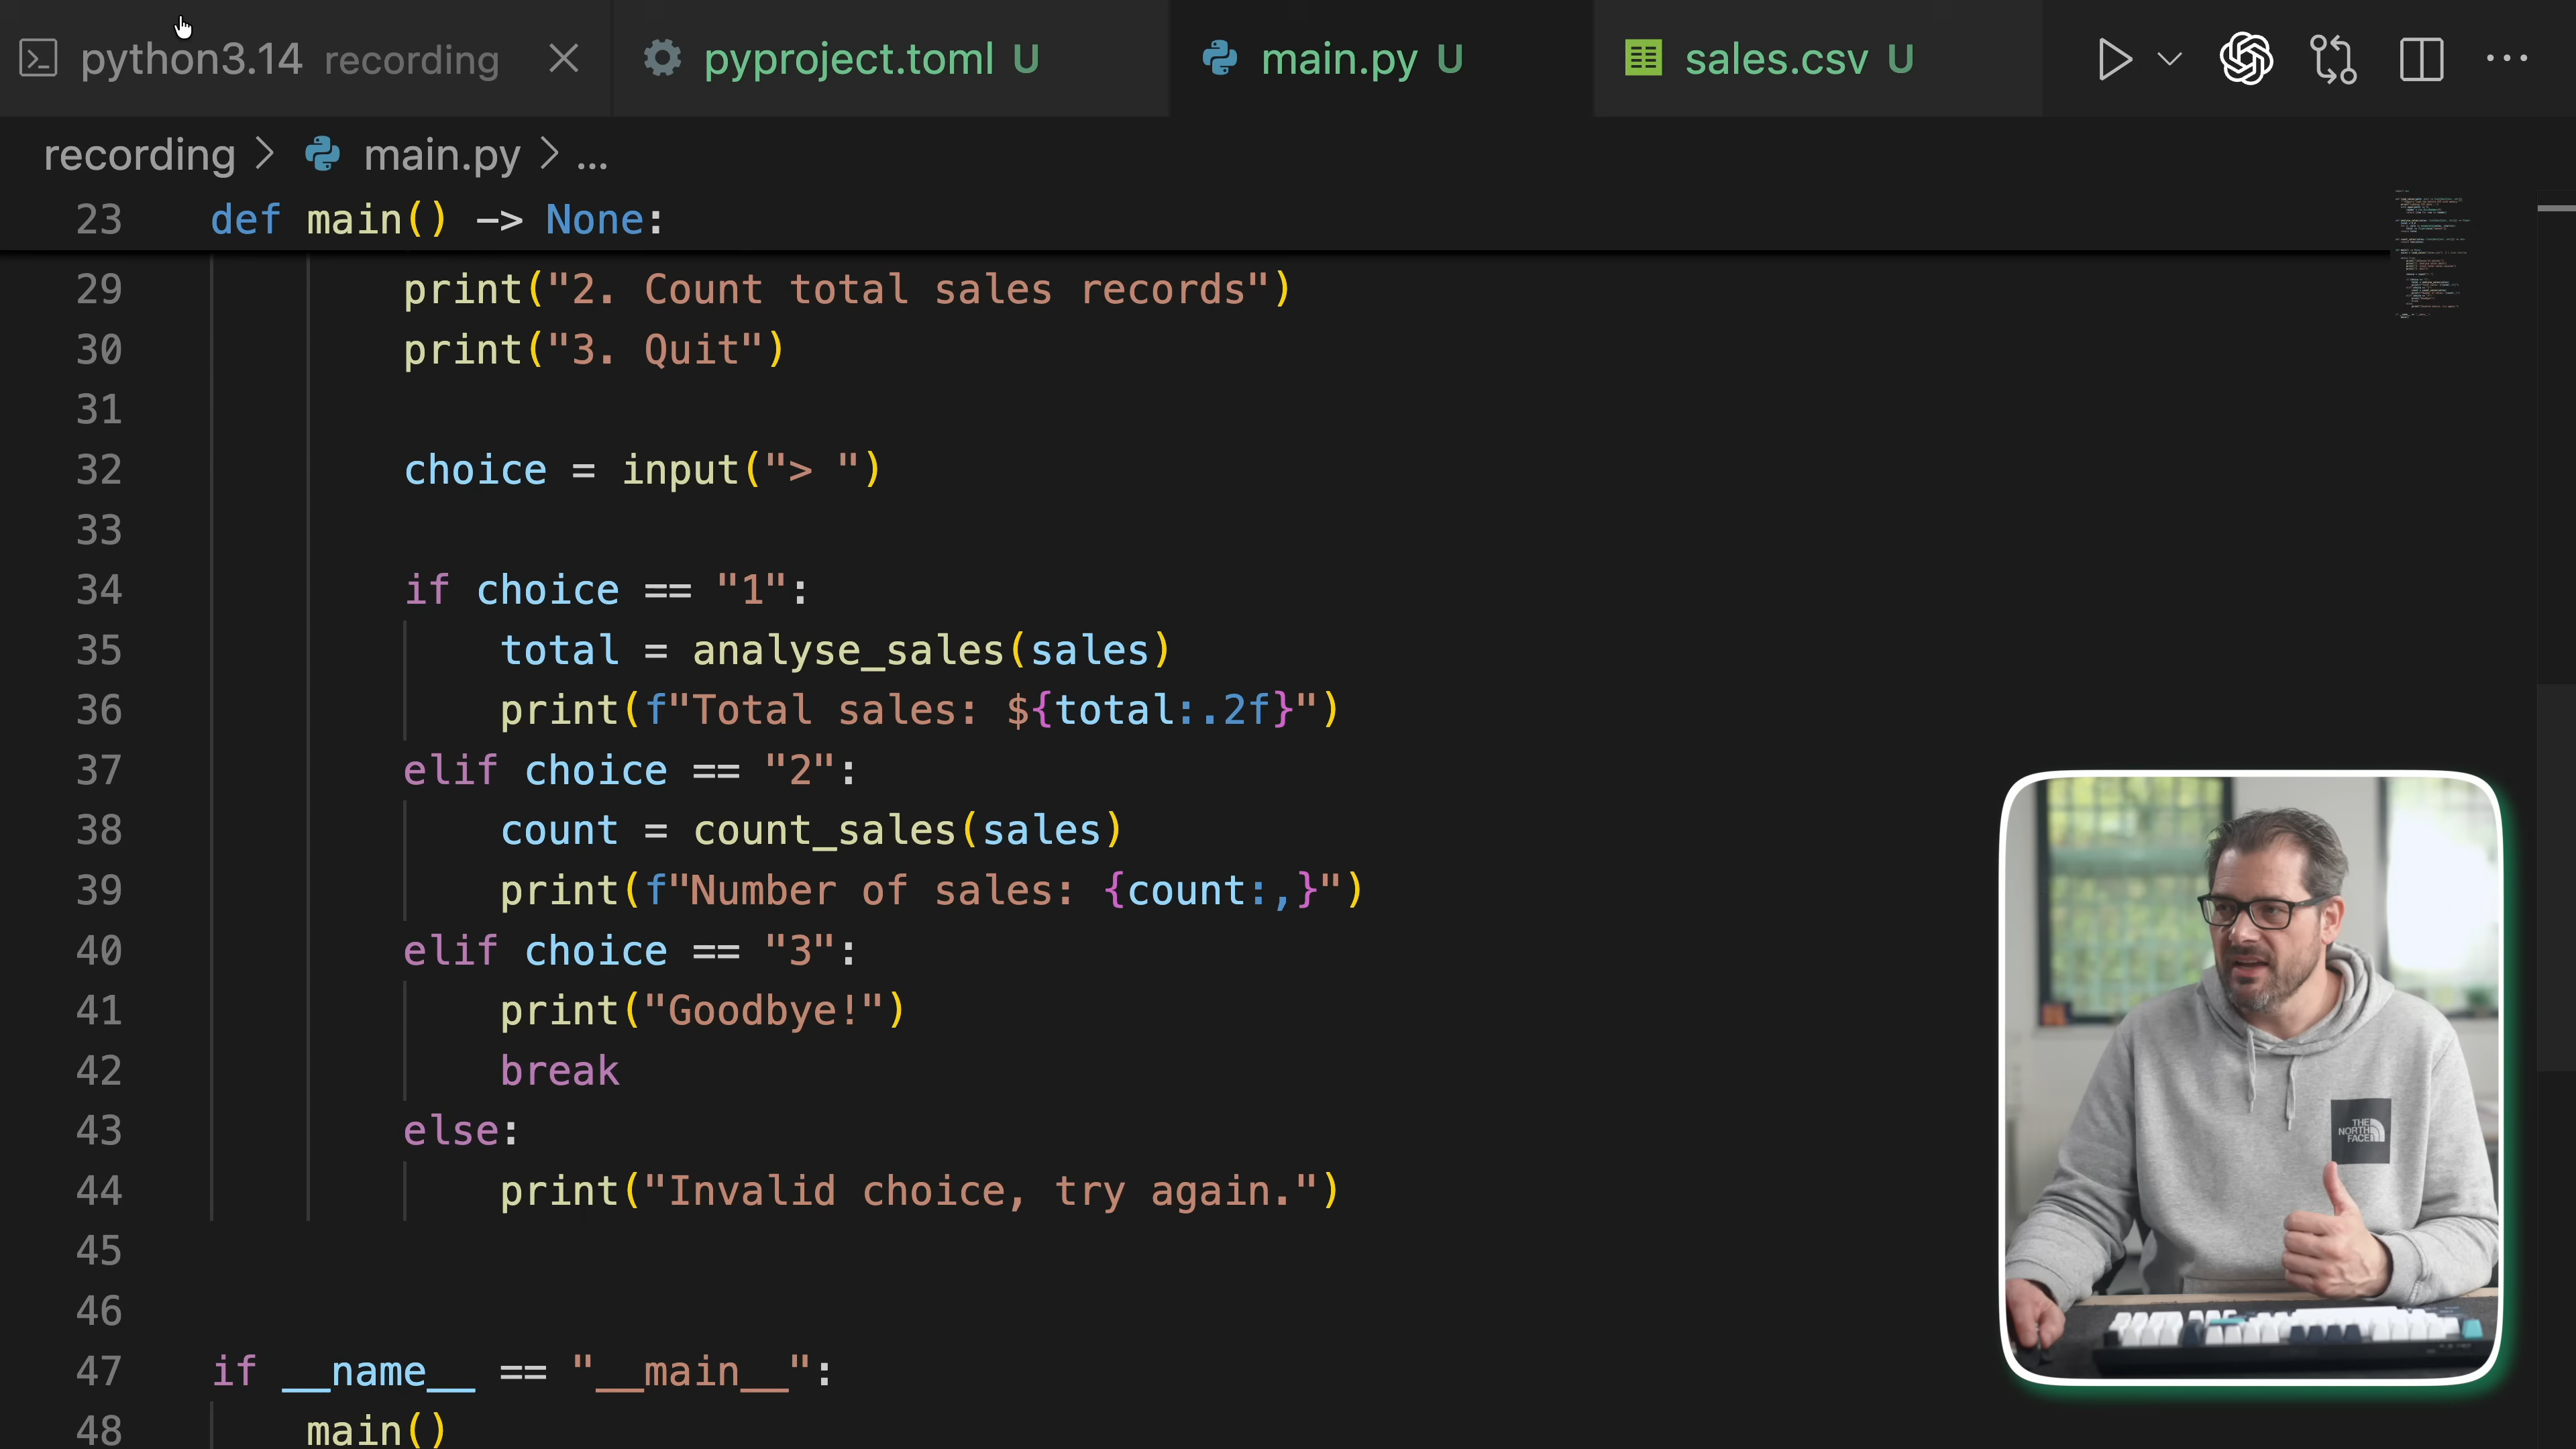 python3.14 recording
pyproject.toml U
main.py U
sales.csv U
recording > main.py > ...
23 def main() -> None:
29 print("2. Count total sales records")
30 print("3. Quit")
31
32 choice = input("> ")
33
34 if choice == "1":
35 total = analyse_sales(sales)
36 print(f"Total sales: ${total:.2f}")
37 elif choice == "2":
38 count = count_sales(sales)
39 print(f"Number of sales: {count:,}")
40 elif choice == "3":
41 print("Goodbye!")
42 break
43 else:
44 print("Invalid choice, try again.")
45
46
47 if __name__ == "__main__":
48 main()
THE
NORTH
FACE